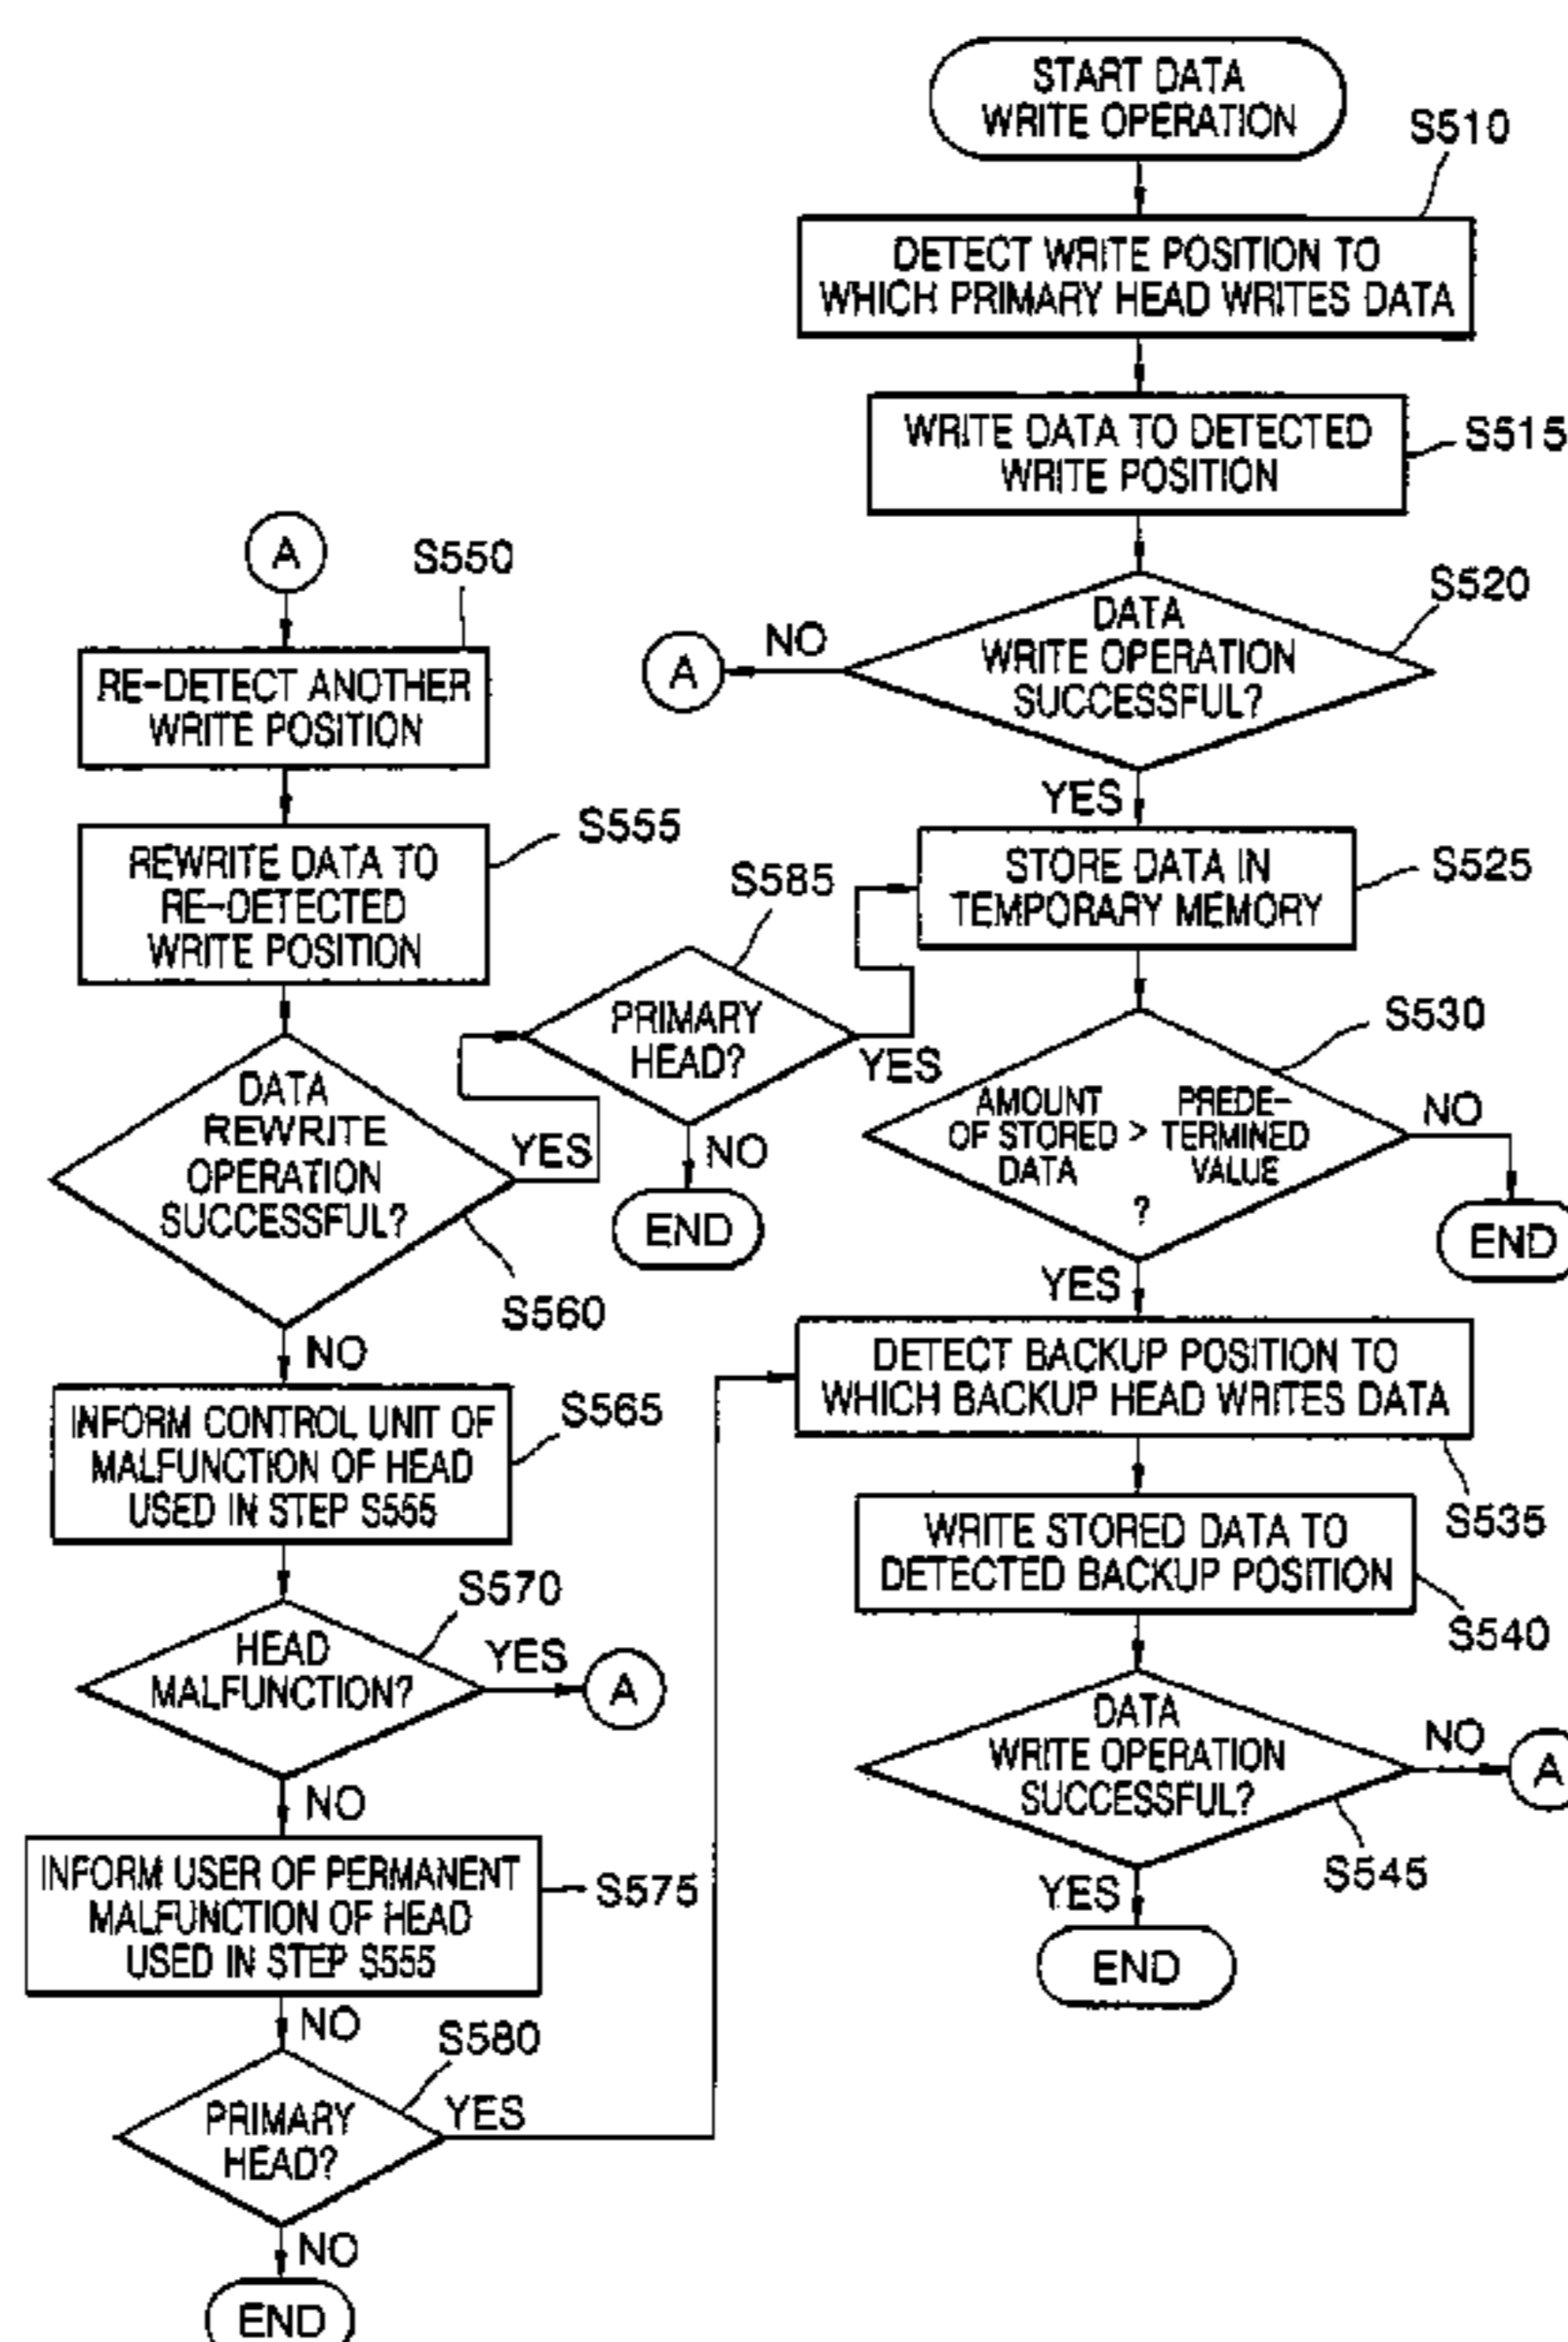 START DATA
WRITE OPERATION
S510
DETECT WRITE POSITION TO
WHICH PRIMARY HEAD WRITES DATA
WRITE DATA TO DETECTED
WRITE POSITION
S515
DATA
WRITE OPERATION
SUCCESSFUL?
S520
NO
A
YES
STORE DATA IN
TEMPORARY MEMORY
S525
AMOUNT
OF STORED
DATA
>
PREDE-
TERMINED
VALUE
?
S530
NO
END
YES
DETECT BACKUP POSITION TO
WHICH BACKUP HEAD WRITES DATA
S535
WRITE STORED DATA TO
DETECTED BACKUP POSITION
S540
DATA
WRITE OPERATION
SUCCESSFUL?
S545
NO
A
YES
END
A
S550
RE-DETECT ANOTHER
WRITE POSITION
REWRITE DATA TO
RE-DETECTED
WRITE POSITION
S555
DATA
REWRITE
OPERATION
SUCCESSFUL?
S560
YES
S585
PRIMARY
HEAD?
YES
NO
END
NO
INFORM CONTROL UNIT OF
MALFUNCTION OF HEAD
USED IN STEP S555
S565
S570
HEAD
MALFUNCTION?
YES
A
NO
INFORM USER OF PERMANENT
MALFUNCTION OF HEAD
USED IN STEP S555
S575
NO
S580
PRIMARY
HEAD?
YES
NO
END